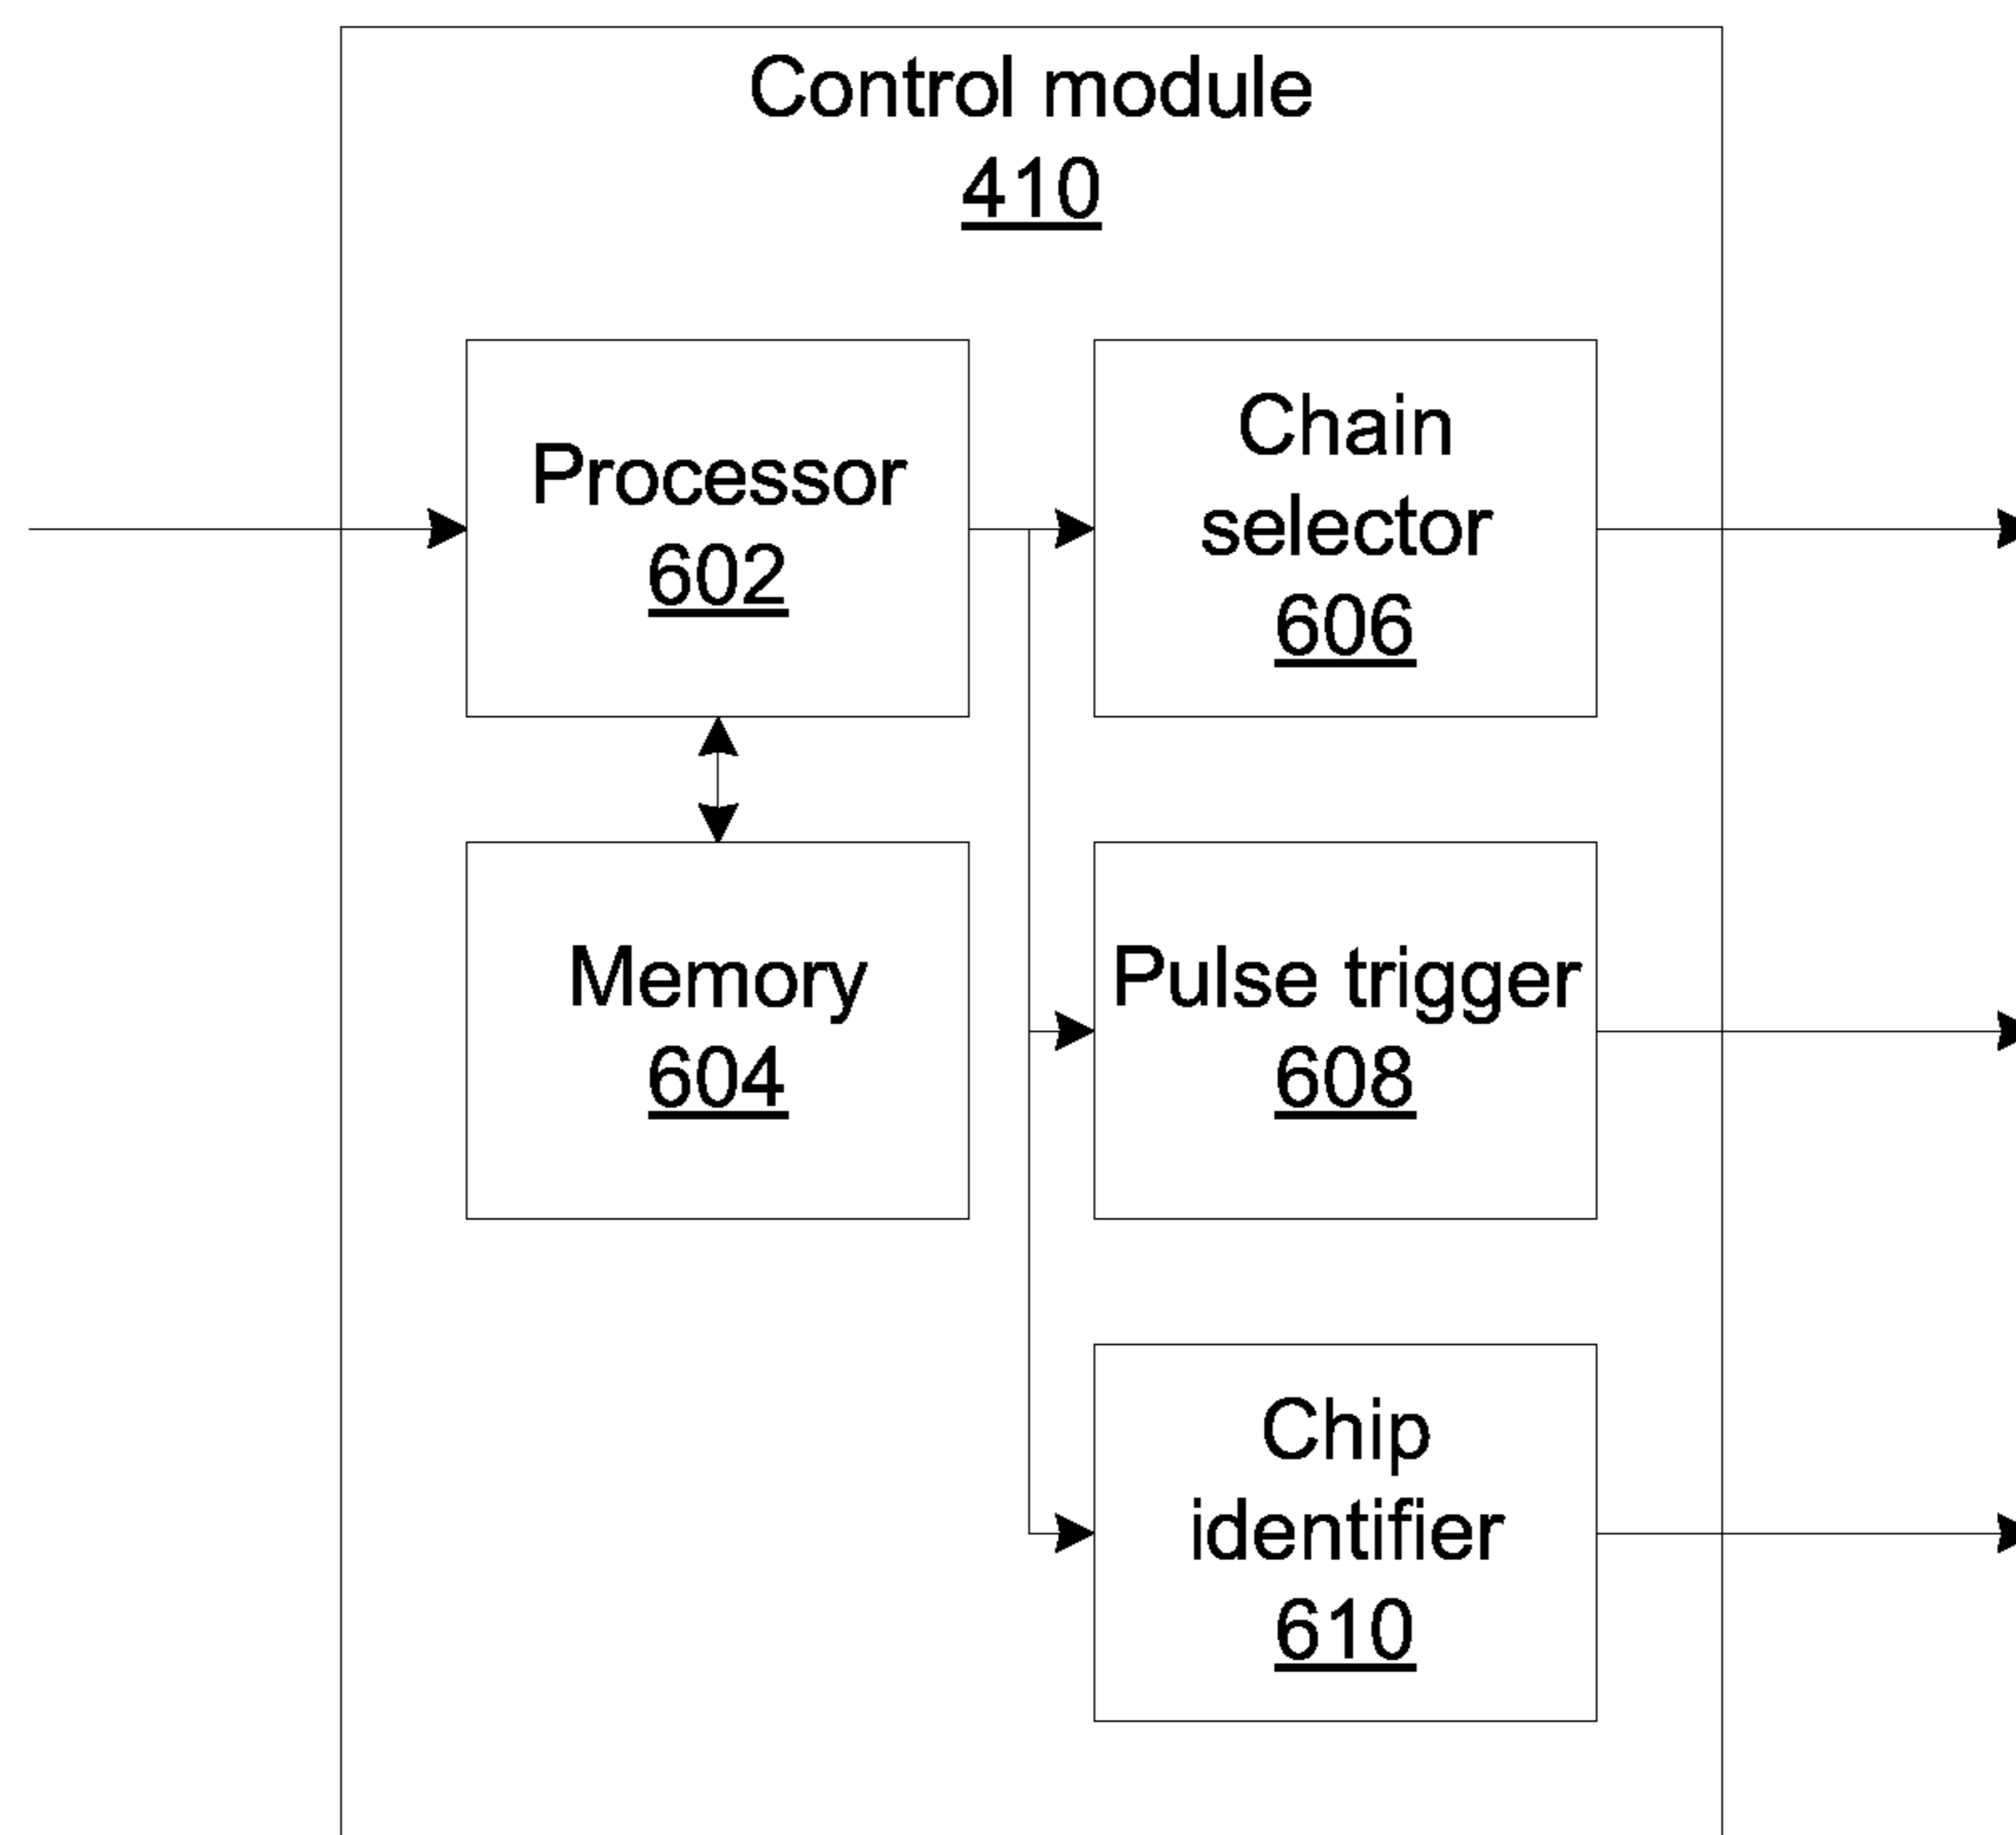 Control module
410
Processor
602
Chain
selector
606
Memory
604
Pulse trigger
608
Chip
identifier
610